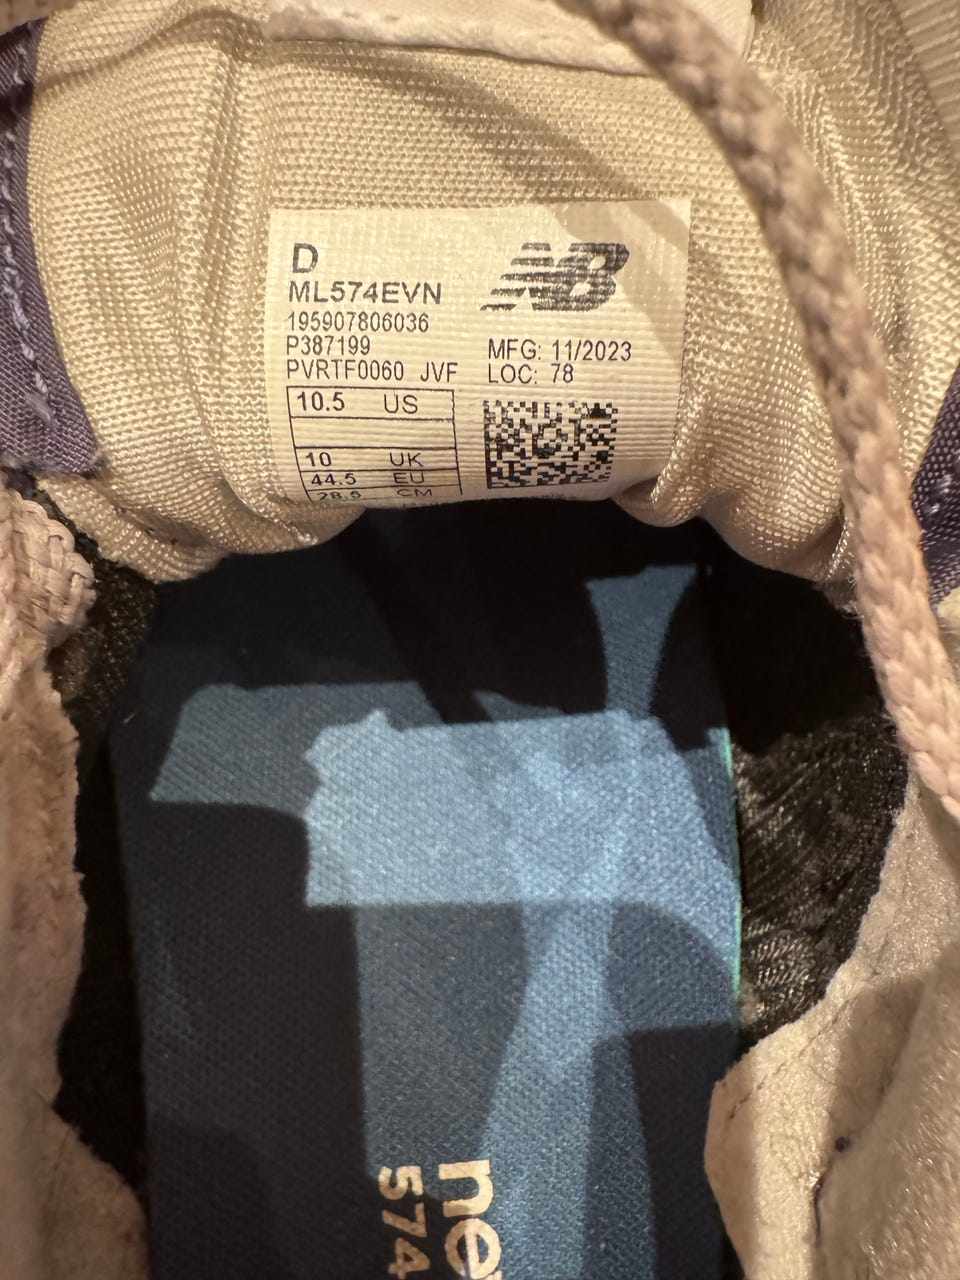 D
ML574EVN
195907806036
P387199
PVRTF0060 JVF
NB
MFG: 11/2023
LOC: 78
10.5 US
10 UK
44.5 EU
28.5 CM
ne
574